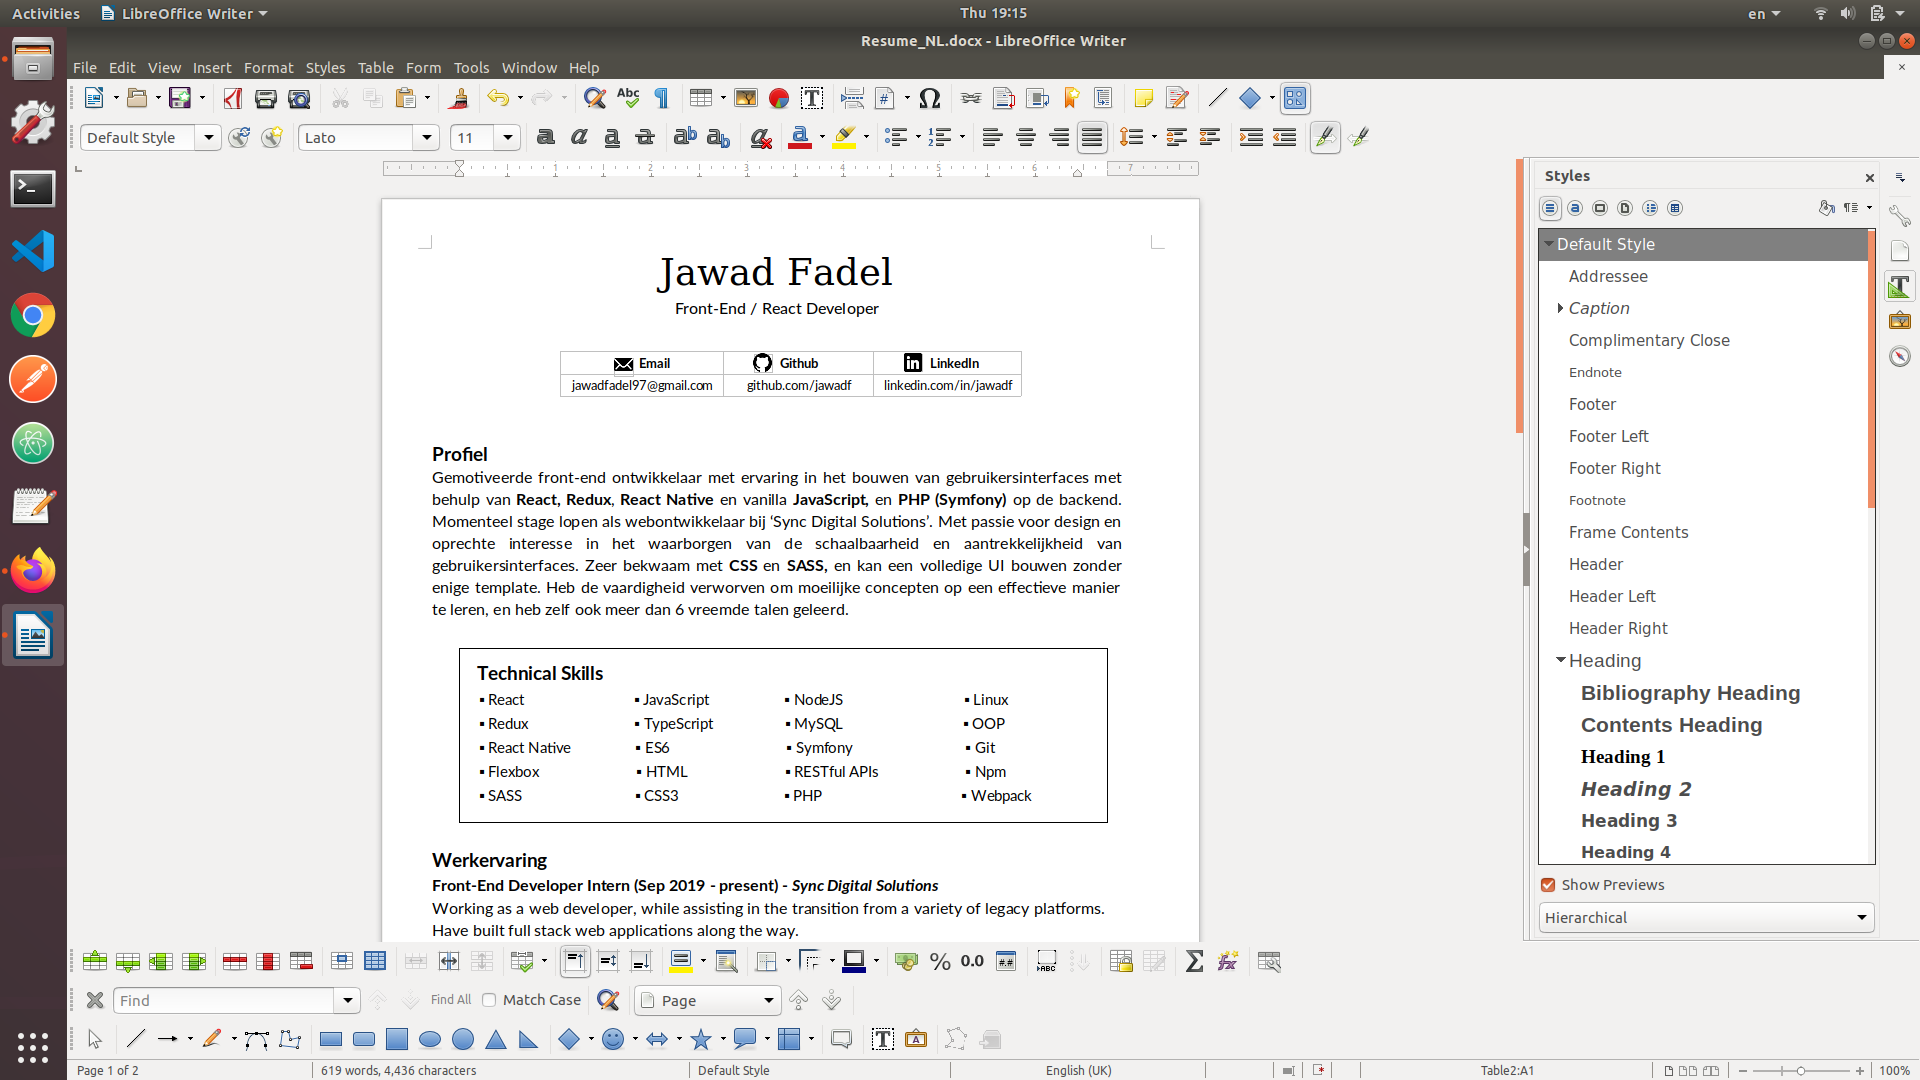 Activities LibreOffice Writer Thu 19:15 en
Resume_NL.docx - LibreOffice Writer
File Edit View Insert Format Styles Table Form Tools Window Help
Default Style Lato 11
1 2 3 4 5 6 7
Jawad Fadel
Front-End / React Developer
Email Github LinkedIn
jawadfadel97@gmail.com github.com/jawadf linkedin.com/in/jawadf
Profiel
Gemotiveerde front-end ontwikkelaar met ervaring in het bouwen van gebruikersinterfaces met
behulp van React, Redux, React Native en vanilla JavaScript, en PHP (Symfony) op de backend.
Momenteel stage lopen als webontwikkelaar bij ‘Sync Digital Solutions’. Met passie voor design en
oprechte interesse in het waarborgen van de schaalbaarheid en aantrekkelijkheid van
gebruikersinterfaces. Zeer bekwaam met CSS en SASS, en kan een volledige UI bouwen zonder
enige template. Heb de vaardigheid verworven om moeilijke concepten op een effectieve manier
te leren, en heb zelf ook meer dan 6 vreemde talen geleerd.
Technical Skills
▪ React ▪ JavaScript ▪ NodeJS ▪ Linux
▪ Redux ▪ TypeScript ▪ MySQL ▪ OOP
▪ React Native ▪ ES6 ▪ Symfony ▪ Git
▪ Flexbox ▪ HTML ▪ RESTful APIs ▪ Npm
▪ SASS ▪ CSS3 ▪ PHP ▪ Webpack
Werkervaring
Front-End Developer Intern (Sep 2019 - present) - Sync Digital Solutions
Working as a web developer, while assisting in the transition from a variety of legacy platforms.
Have built full stack web applications along the way.
Styles
Default Style
Addressee
Caption
Complimentary Close
Endnote
Footer
Footer Left
Footer Right
Footnote
Frame Contents
Header
Header Left
Header Right
Heading
Bibliography Heading
Contents Heading
Heading 1
Heading 2
Heading 3
Heading 4
Show Previews
Hierarchical
Find Find All Match Case Page
Page 1 of 2 619 words, 4,436 characters Default Style English (UK) Table2:A1 100%